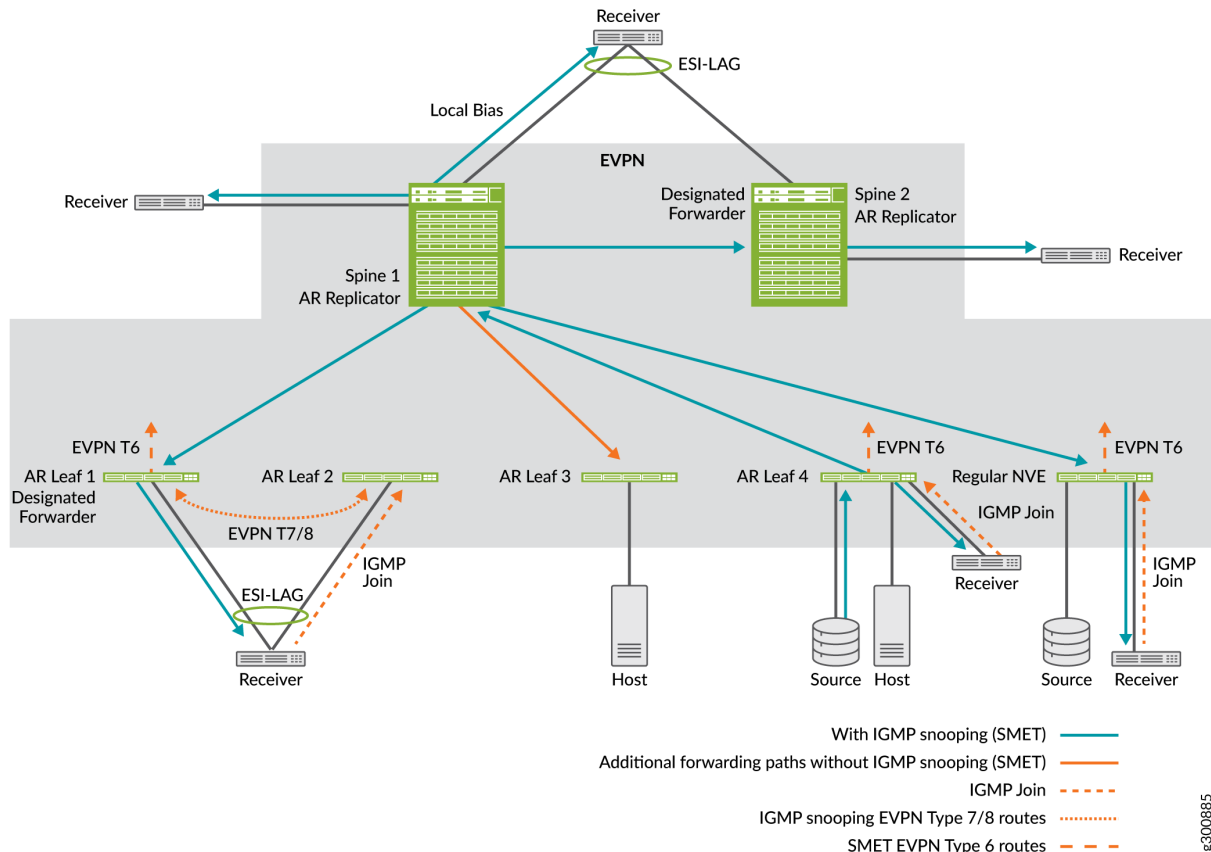 Receiver
ESI-LAG
Local Bias
EVPN
Receiver
Designated
Forwarder
Spine 2
AR Replicator
Receiver
Spine 1
AR Replicator
EVPN T6
EVPN T6
EVPN T6
AR Leaf 1
Designated
Forwarder
AR Leaf 2
AR Leaf 3
AR Leaf 4
Regular NVE
EVPN T7/8
IGMP Join
IGMP
Join
Receiver
IGMP
Join
ESI-LAG
Receiver
Host
Source
Host
Source
Receiver
With IGMP snooping (SMET)
Additional forwarding paths without IGMP snooping (SMET)
IGMP Join
IGMP snooping EVPN Type 7/8 routes
SMET EVPN Type 6 routes
g300885